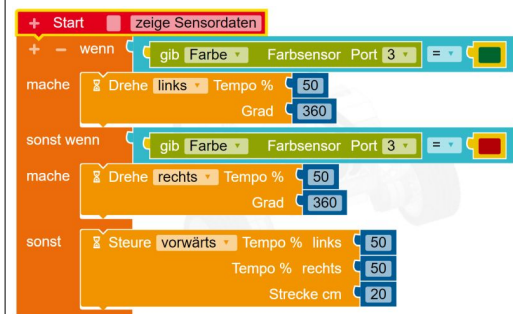 + Start zeige Sensordaten
+ − wenn gib Farbe Farbsensor Port 3 =
mache Drehe links Tempo % 50
Grad 360
sonst wenn gib Farbe Farbsensor Port 3 =
mache Drehe rechts Tempo % 50
Grad 360
sonst Steure vorwärts Tempo % links 50
Tempo % rechts 50
Strecke cm 20